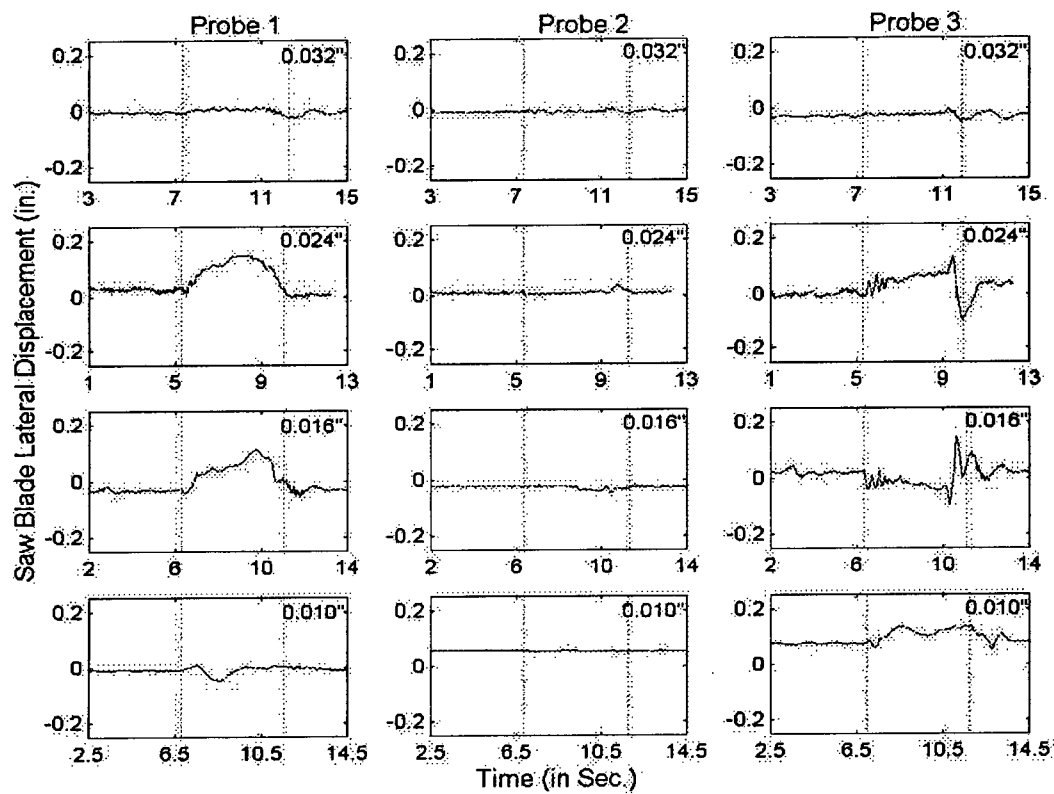 Probe 1 Probe 2 Probe 3
Saw Blade Lateral Displacement (in.)
0.2 0.032" 0.2 0.032" 0.2 0.032"
0 0 0
-0.2 -0.2 -0.2
3 7 11 15 3 7 11 15 3 7 11 15
0.2 0.024" 0.2 0.024" 0.2 0.024"
0 0 0
-0.2 -0.2 -0.2
1 5 9 13 1 5 9 13 1 5 9 13
0.2 0.016" 0.2 0.016" 0.2 0.016"
0 0 0
-0.2 -0.2 -0.2
2 6 10 14 2 6 10.5 14 2 6 10 14
0.2 0.010" 0.2 0.010" 0.2 0.010"
0 0 0
-0.2 -0.2 -0.2
2.5 6.5 10.5 14.5 2.5 6.5 10.5 14.5 2.5 6.5 10.5 14.5
Time (in Sec.)